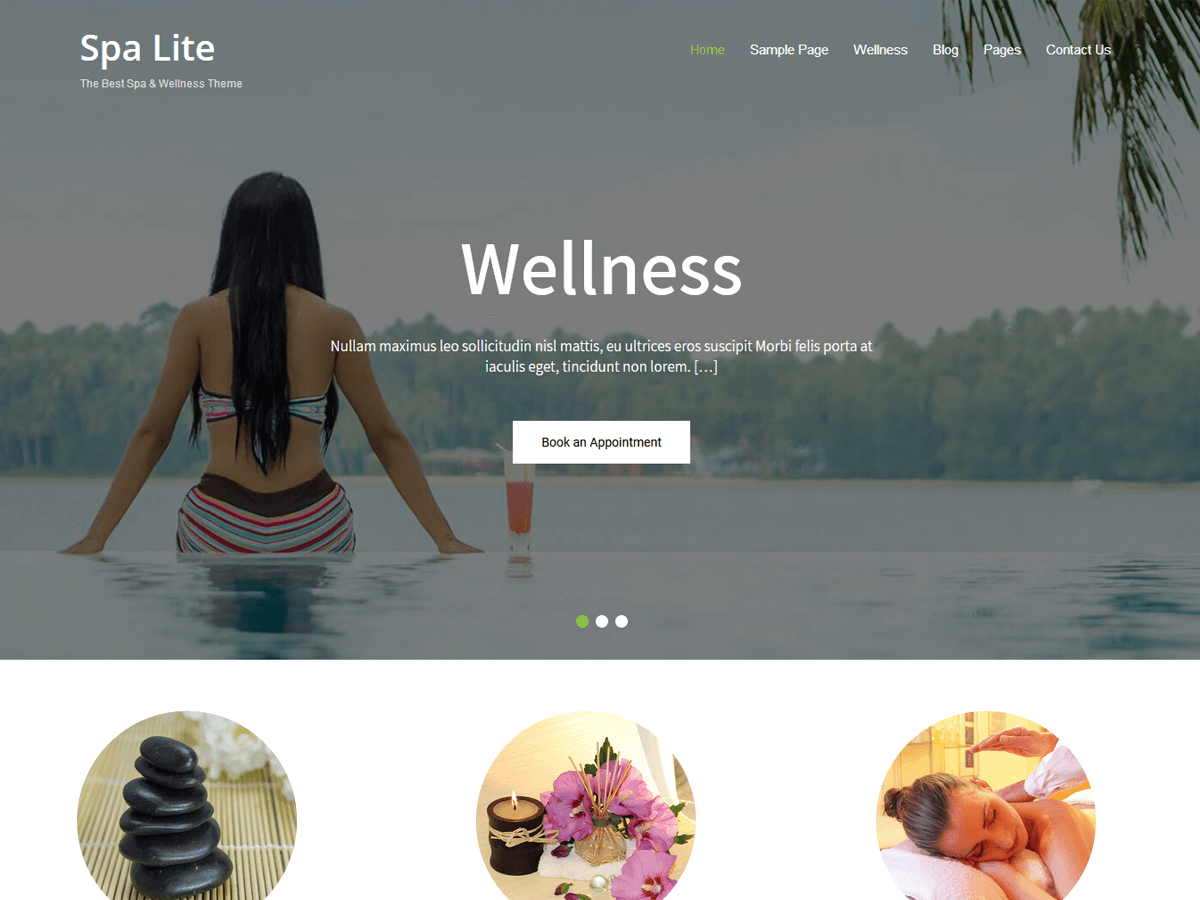 Spa Lite
The Best Spa & Wellness Theme
Home Sample Page Wellness Blog Pages Contact Us
Wellness
Nullam maximus leo sollicitudin nisl mattis, eu ultrices eros suscipit Morbi felis porta at
iaculis eget, tincidunt non lorem. […]
Book an Appointment